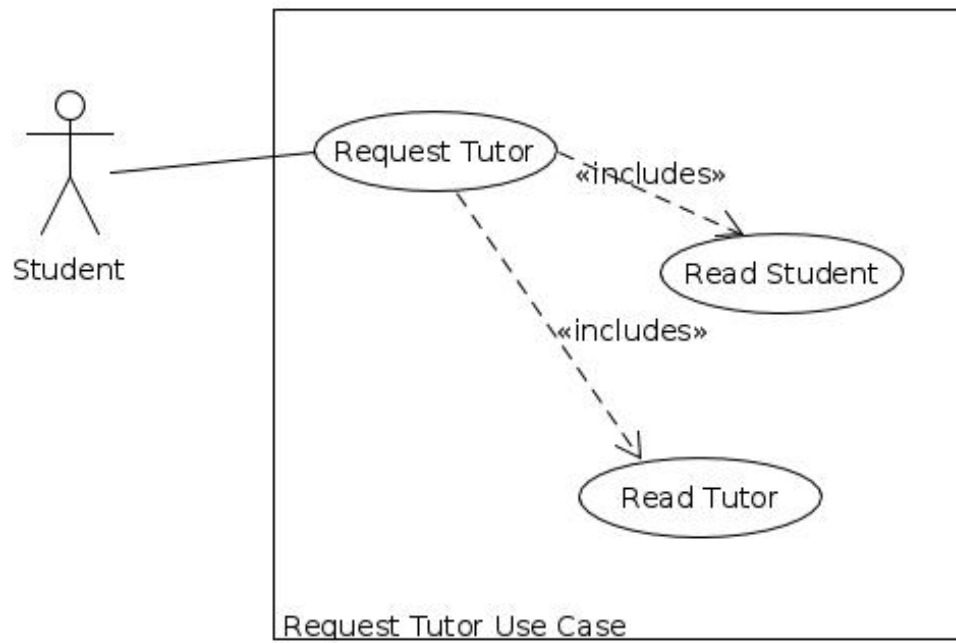 Request Tutor
«includes»
Read Student
Student
«includes»
Read Tutor
Request Tutor Use Case